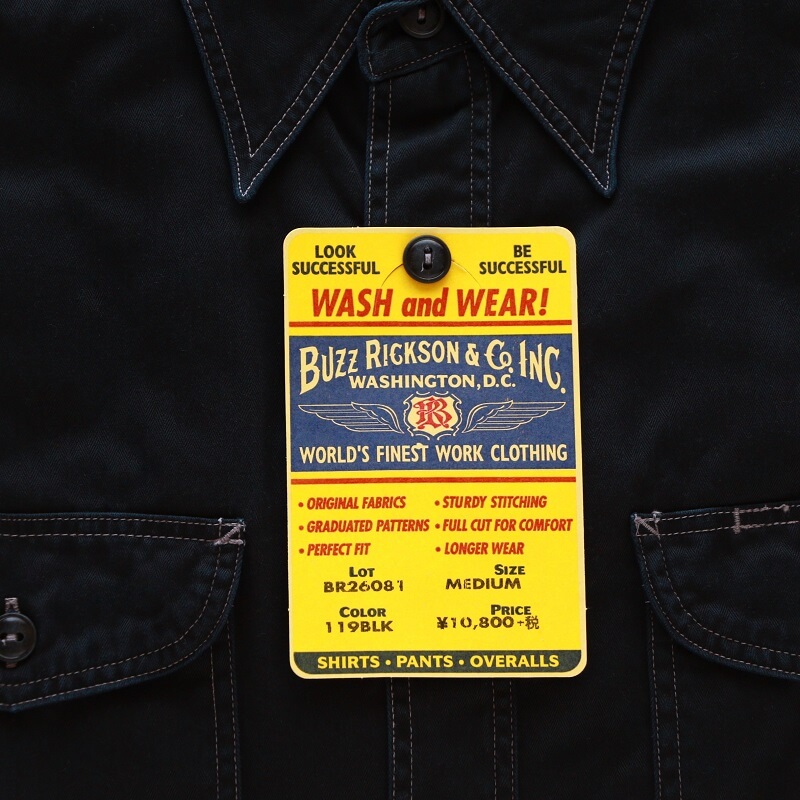 LOOK SUCCESSFUL
BE SUCCESSFUL
WASH and WEAR!
BUZZ RICKSON & Co. INC.
WASHINGTON, D.C.
BR
WORLD'S FINEST WORK CLOTHING
• ORIGINAL FABRICS • STURDY STITCHING
• GRADUATED PATTERNS • FULL CUT FOR COMFORT
• PERFECT FIT • LONGER WEAR
LOT SIZE
BR26081 MEDIUM
COLOR PRICE
119BLK ¥10,800+税
SHIRTS • PANTS • OVERALLS